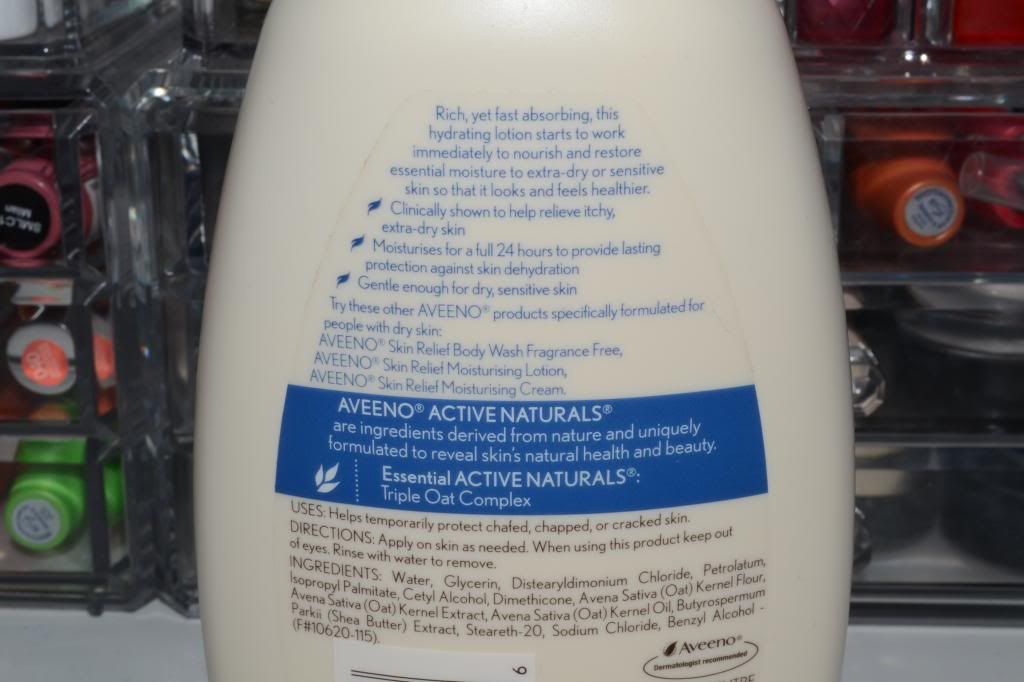 Rich, yet fast absorbing, this
hydrating lotion starts to work
immediately to nourish and restore
essential moisture to extra-dry or sensitive
skin so that it looks and feels healthier.
Clinically shown to help relieve itchy,
extra-dry skin
Moisturises for a full 24 hours to provide lasting
protection against skin dehydration
Gentle enough for dry, sensitive skin
Try these other AVEENO® products specifically formulated for
people with dry skin:
AVEENO® Skin Relief Body Wash Fragrance Free,
AVEENO® Skin Relief Moisturising Lotion,
AVEENO® Skin Relief Moisturising Cream.
AVEENO® ACTIVE NATURALS®
are ingredients derived from nature and uniquely
formulated to reveal skin's natural health and beauty.
Essential ACTIVE NATURALS®:
Triple Oat Complex
USES: Helps temporarily protect chafed, chapped, or cracked skin.
DIRECTIONS: Apply on skin as needed. When using this product keep out
of eyes. Rinse with water to remove.
INGREDIENTS: Water, Glycerin, Distearyldimonium Chloride, Petrolatum,
Isopropyl Palmitate, Cetyl Alcohol, Dimethicone, Avena Sativa (Oat) Kernel Flour,
Avena Sativa (Oat) Kernel Extract, Avena Sativa (Oat) Kernel Oil, Butyrospermum
Parkii (Shea Butter) Extract, Steareth-20, Sodium Chloride, Benzyl Alcohol -
(F#10620-115).
Aveeno®
Dermatologist recommended
9
SMLC1
Milan